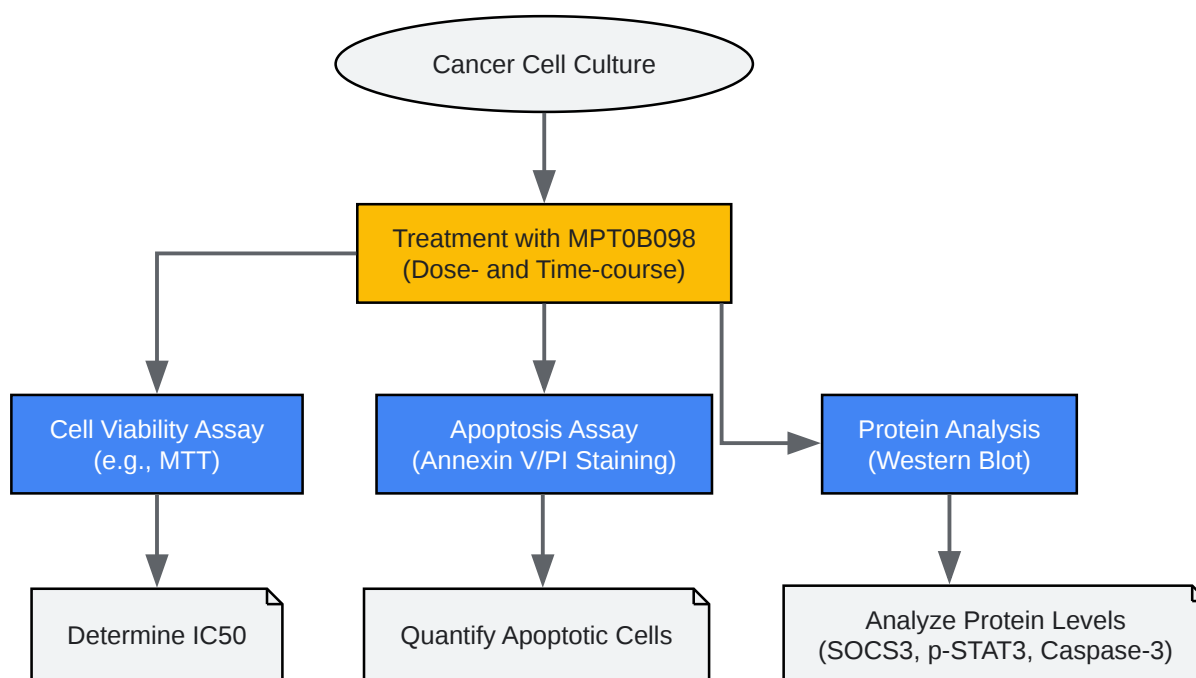 Cancer Cell Culture
Treatment with MPT0B098
(Dose- and Time-course)
Cell Viability Assay
(e.g., MTT)
Apoptosis Assay
(Annexin V/PI Staining)
Protein Analysis
(Western Blot)
Determine IC50
Quantify Apoptotic Cells
Analyze Protein Levels
(SOCS3, p-STAT3, Caspase-3)